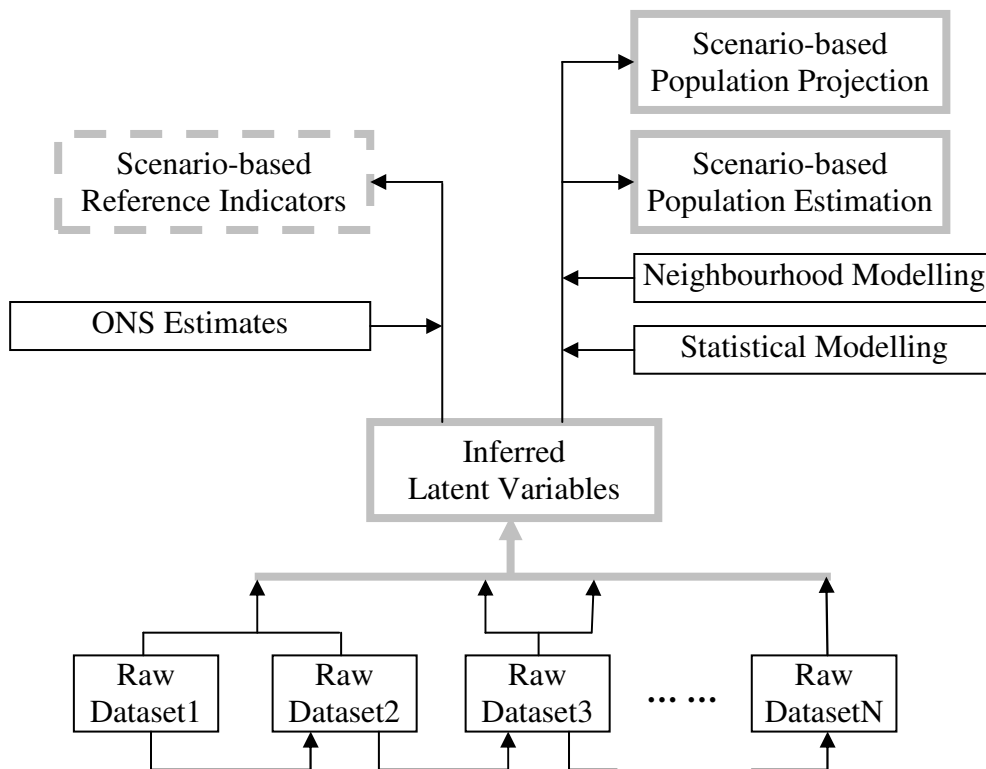 Scenario-based
Population Projection
Scenario-based
Reference Indicators
Scenario-based
Population Estimation
Neighbourhood Modelling
ONS Estimates
Statistical Modelling
Inferred
Latent Variables
Raw
Dataset1
Raw
Dataset2
Raw
Dataset3
... ...
Raw
DatasetN